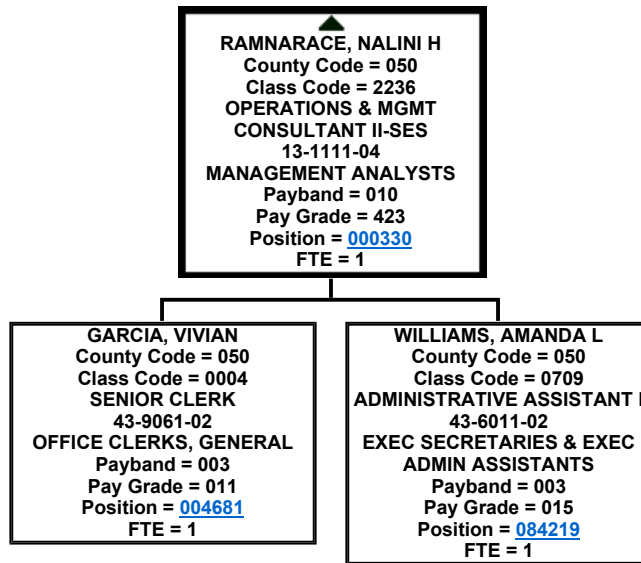 RAMNARACE, NALINI H
County Code = 050
Class Code = 2236
OPERATIONS & MGMT
CONSULTANT II-SES
13-1111-04
MANAGEMENT ANALYSTS
Payband = 010
Pay Grade = 423
Position = 000330
FTE = 1
GARCIA, VIVIAN
County Code = 050
Class Code = 0004
SENIOR CLERK
43-9061-02
OFFICE CLERKS, GENERAL
Payband = 003
Pay Grade = 011
Position = 004681
FTE = 1
WILLIAMS, AMANDA L
County Code = 050
Class Code = 0709
ADMINISTRATIVE ASSISTANT
43-6011-02
EXEC SECRETARIES & EXEC
ADMIN ASSISTANTS
Payband = 003
Pay Grade = 015
Position = 084219
FTE = 1